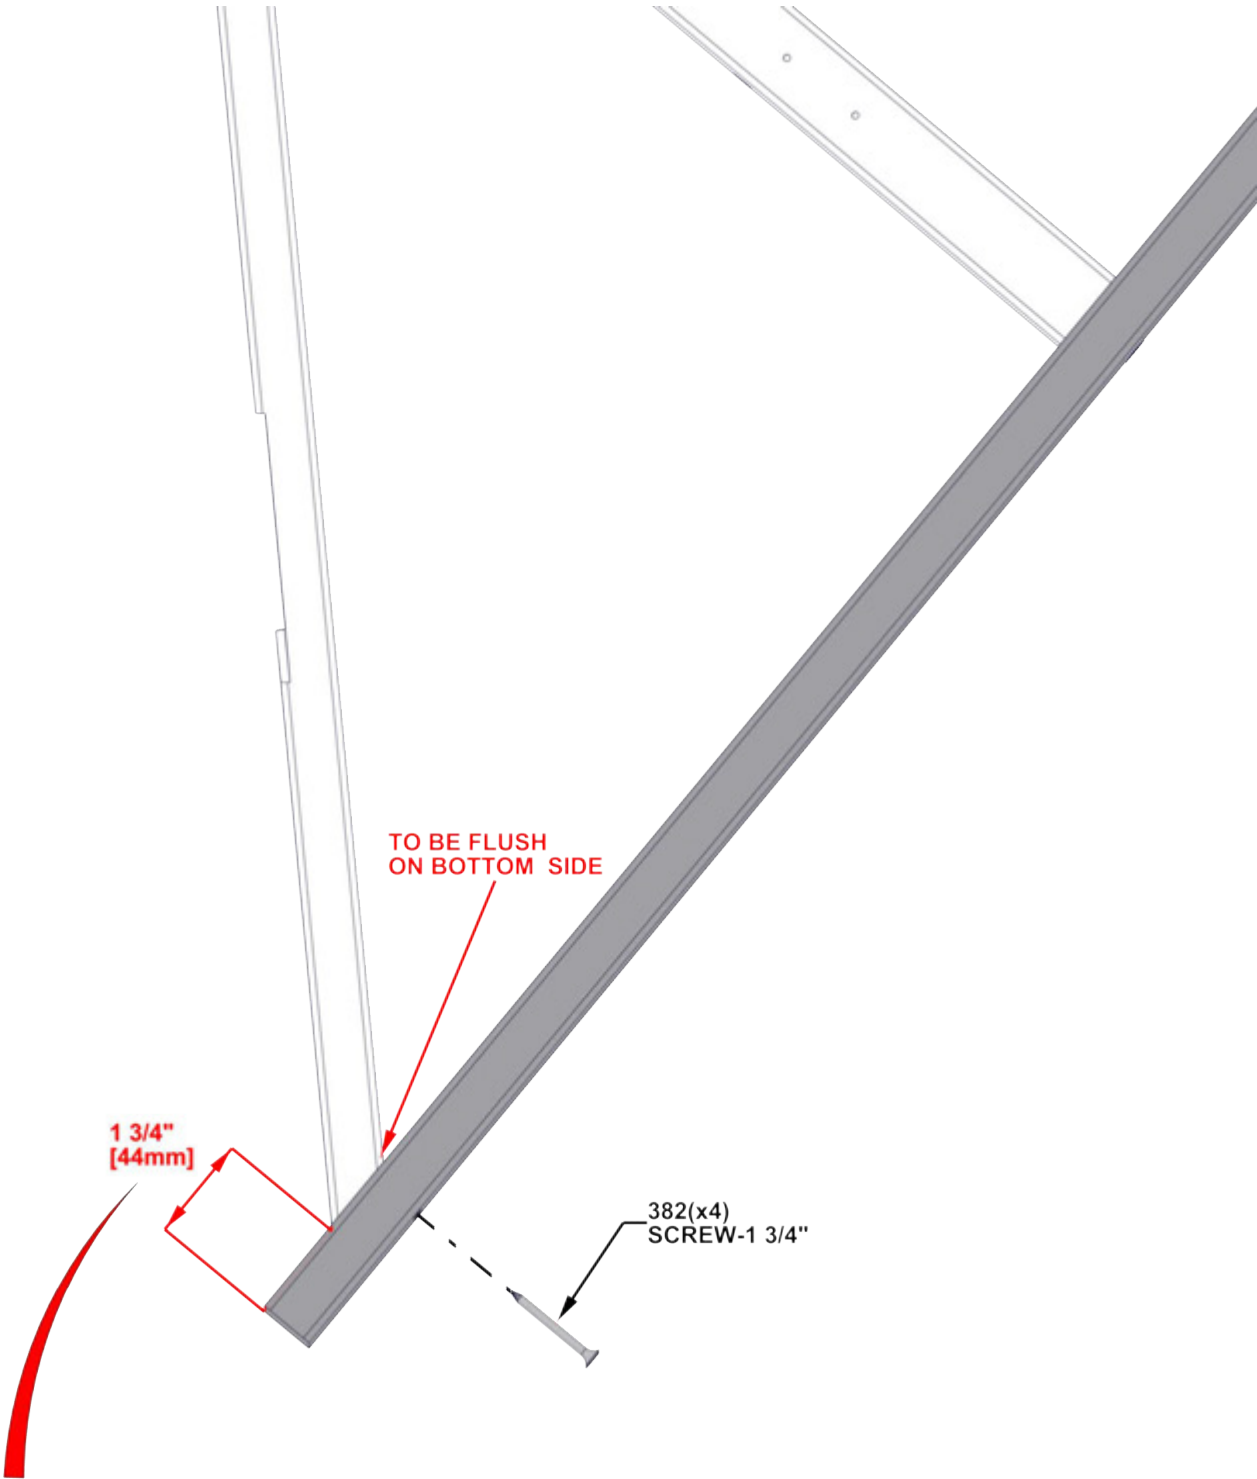 TO BE FLUSH
ON BOTTOM SIDE
1 3/4"
[44mm]
382(x4)
SCREW-1 3/4"